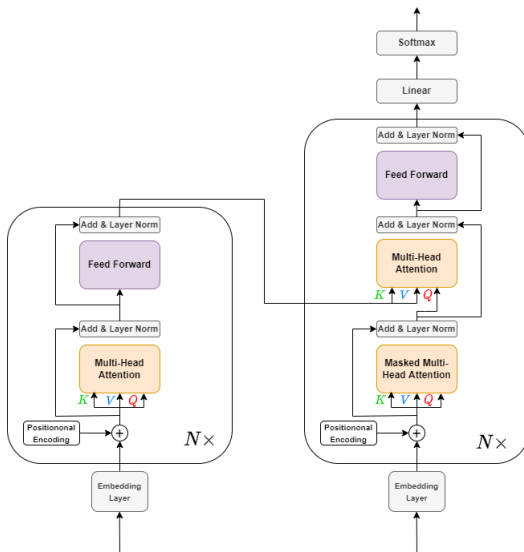 Softmax
Linear
Add & Layer Norm
Feed Forward
Add & Layer Norm
Multi-Head
Attention
K V Q
Add & Layer Norm
Masked Multi-
Head Attention
K V Q
Positiononal
Encoding
+
N×
Embedding
Layer
Add & Layer Norm
Feed Forward
Add & Layer Norm
Multi-Head
Attention
K V Q
Positiononal
Encoding
+
N×
Embedding
Layer